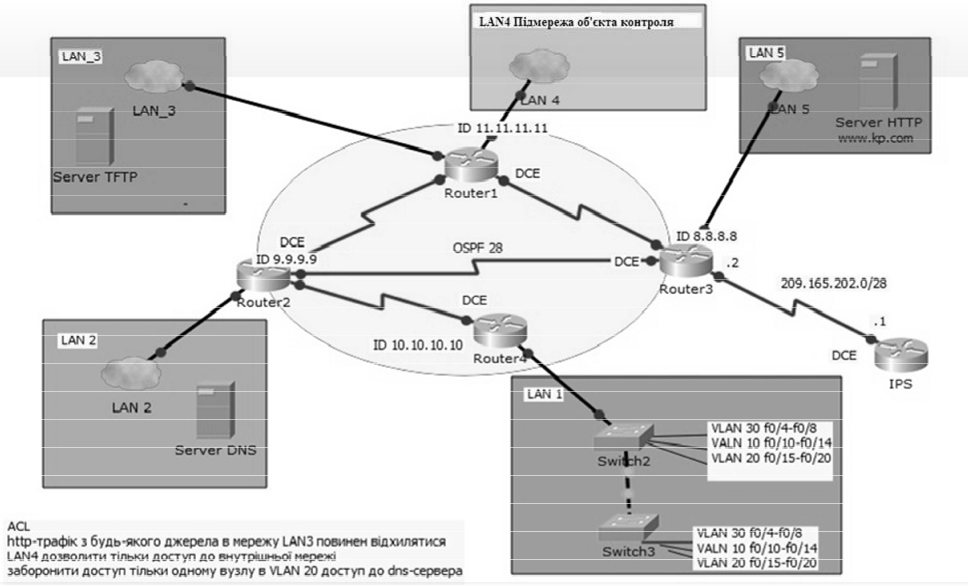 LAN4 Підмережа об'єкта контроля
LAN_3
LAN_3
Server TFTP
LAN 4
LAN 5
LAN 5
Server HTTP
www.kp.com
ID 11.11.11.11
DCE
Router1
DCE
ID 9.9.9.9
Router2
OSPF 28
ID 8.8.8.8
DCE
.2
Router3
209.165.202.0/28
.1
DCE
IPS
DCE
ID 10.10.10.10
Router4
LAN 2
LAN 2
Server DNS
LAN 1
Switch2
VLAN 30 f0/4-f0/8
VALN 10 f0/10-f0/14
VLAN 20 f0/15-f0/20
Switch3
VLAN 30 f0/4-f0/8
VALN 10 f0/10-f0/14
VLAN 20 f0/15-f0/20
ACL
http-трафік з будь-якого джерела в мережу LAN3 повинен відхилятися
LAN4 дозволити тільки доступ до внутрішньої мережі
заборонити доступ тільки одному вузлу в VLAN 20 доступ до dns-сервера